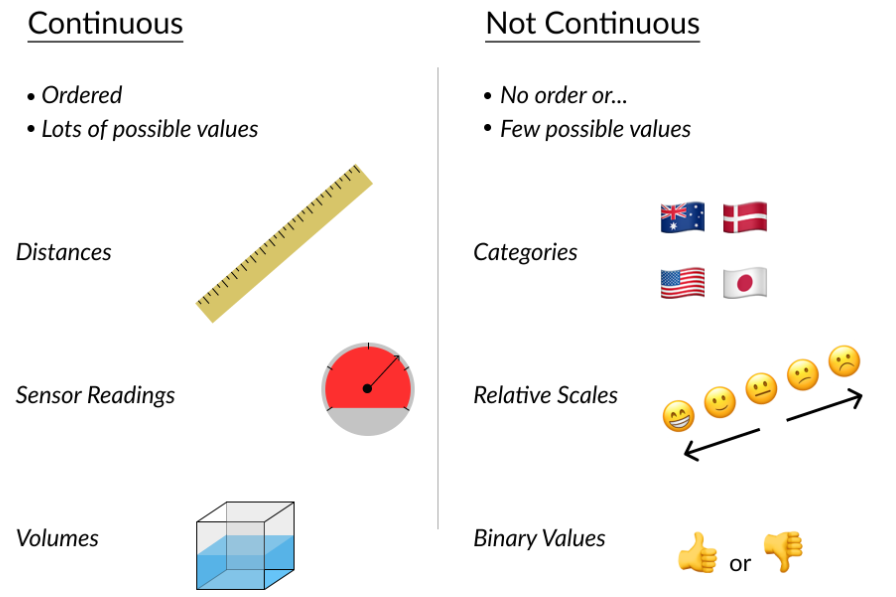 Continuous
• Ordered
• Lots of possible values
Distances
Sensor Readings
Volumes
Not Continuous
• No order or...
• Few possible values
Categories
Relative Scales
Binary Values
or